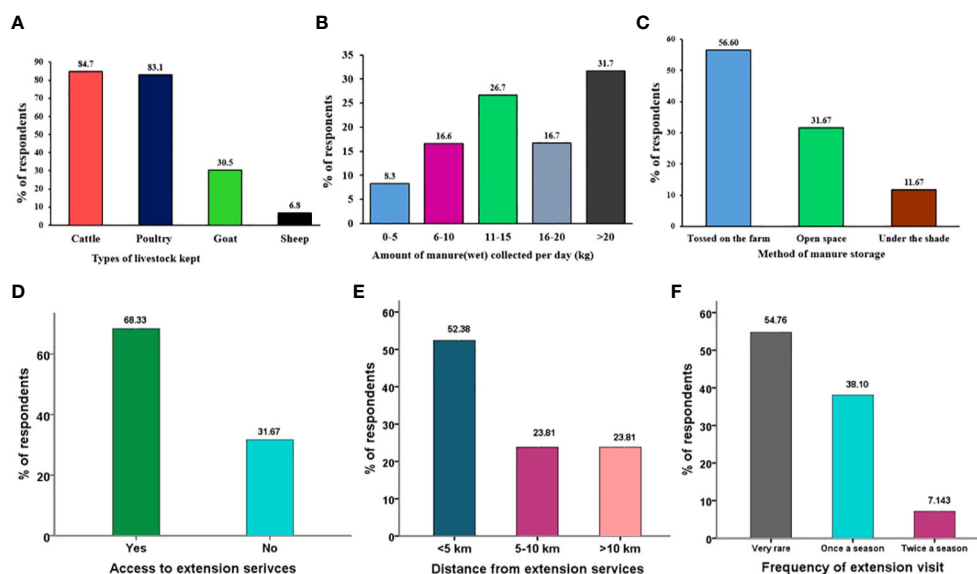 A
% of respondents
90
80
70
60
50
40
30
20
10
0
84.7
83.1
30.5
6.8
Cattle Poultry Goat Sheep
Types of livestock kept
B
% of responents
35
30
25
20
15
10
5
0
8.3
16.6
26.7
16.7
31.7
0-5 6-10 11-15 16-20 >20
Amount of manure(wet) collected per day (kg)
C
% of respondents
60
50
40
30
20
10
0
56.60
31.67
11.67
Tossed on the farm Open space Under the shade
Method of manure storage
D
% of respondents
60
40
20
0
68.33
31.67
Yes No
Access to extension serivces
E
% of respondents
60
50
40
30
20
10
0
52.38
23.81
23.81
<5 km 5-10 km >10 km
Distance from extension services
F
% of respondents
60
50
40
30
20
10
0
54.76
38.10
7.143
Very rare Once a season Twice a season
Frequency of extension visit